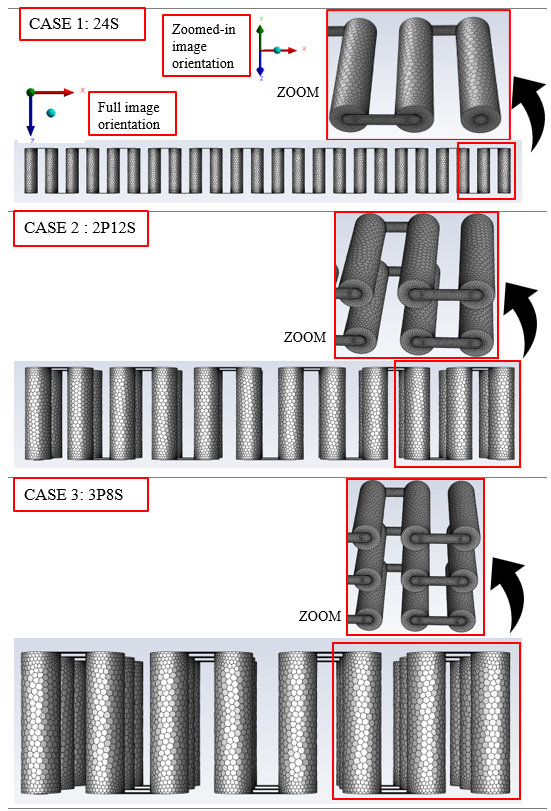 CASE 1: 24S
Zoomed-in
image
orientation
Y
X
ZOOM
X
Full image
orientation
Z
CASE 2 : 2P12S
ZOOM
CASE 3: 3P8S
ZOOM